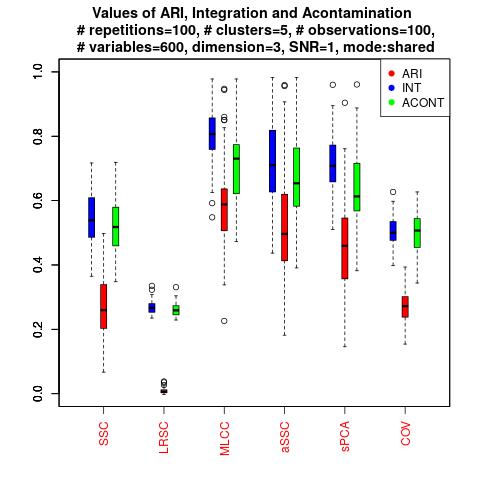 Values of ARI, Integration and Acontamination
# repetitions=100, # clusters=5, # observations=100,
# variables=600, dimension=3, SNR=1, mode:shared
ARI
INT
ACONT
1.0
0.8
0.6
0.4
0.2
0.0
SSC
LRSC
MLCC
aSSC
sPCA
COV